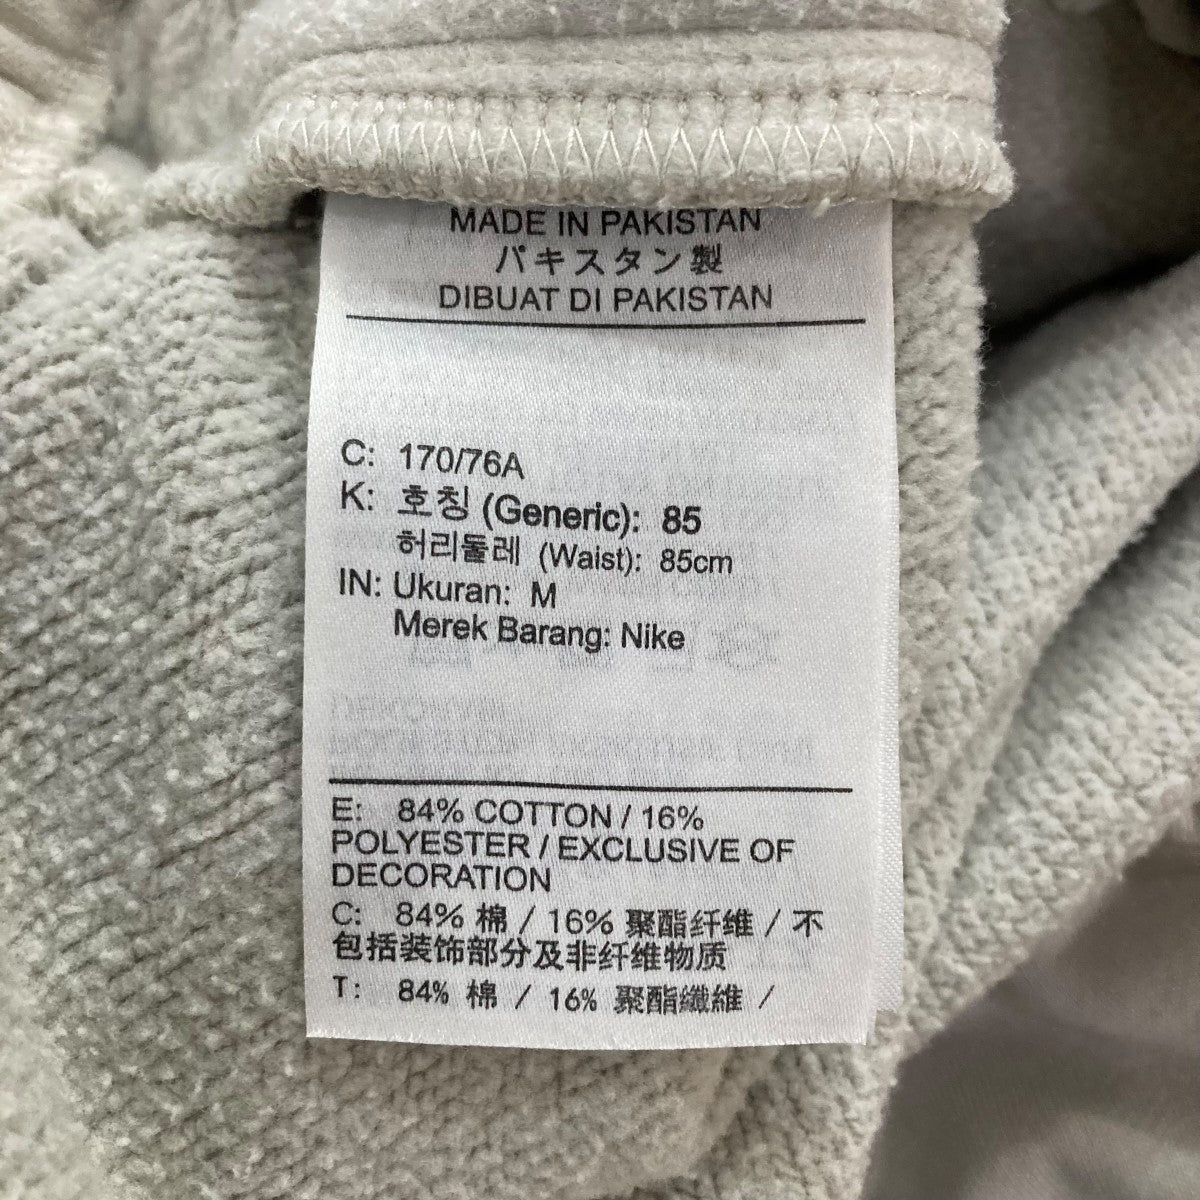 MADE IN PAKISTAN
パキスタン製
DIBUAT DI PAKISTAN
C: 170/76A
K: 호칭 (Generic): 85
허리둘레 (Waist): 85cm
IN: Ukuran: M
Merek Barang: Nike
E: 84% COTTON / 16%
POLYESTER / EXCLUSIVE OF
DECORATION
C: 84% 棉 / 16% 聚酯纤维 / 不
包括装饰部分及非纤维物质
T: 84% 棉 / 16% 聚酯纖維 /